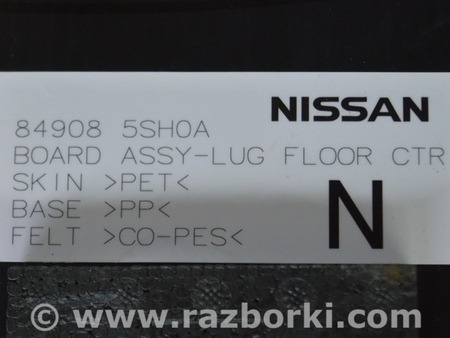 NISSAN
84908 5SH0A
BOARD ASSY-LUG FLOOR CTR
SKIN >PET<
BASE >PP<
FELT >CO-PES<
N
© www.razborki.com